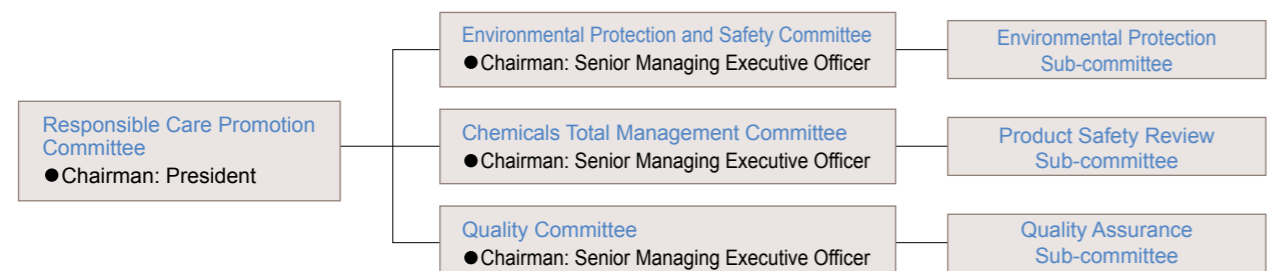 Responsible Care Promotion
Committee
●Chairman: President
Environmental Protection and Safety Committee
●Chairman: Senior Managing Executive Officer
Environmental Protection
Sub-committee
Chemicals Total Management Committee
●Chairman: Senior Managing Executive Officer
Product Safety Review
Sub-committee
Quality Committee
●Chairman: Senior Managing Executive Officer
Quality Assurance
Sub-committee